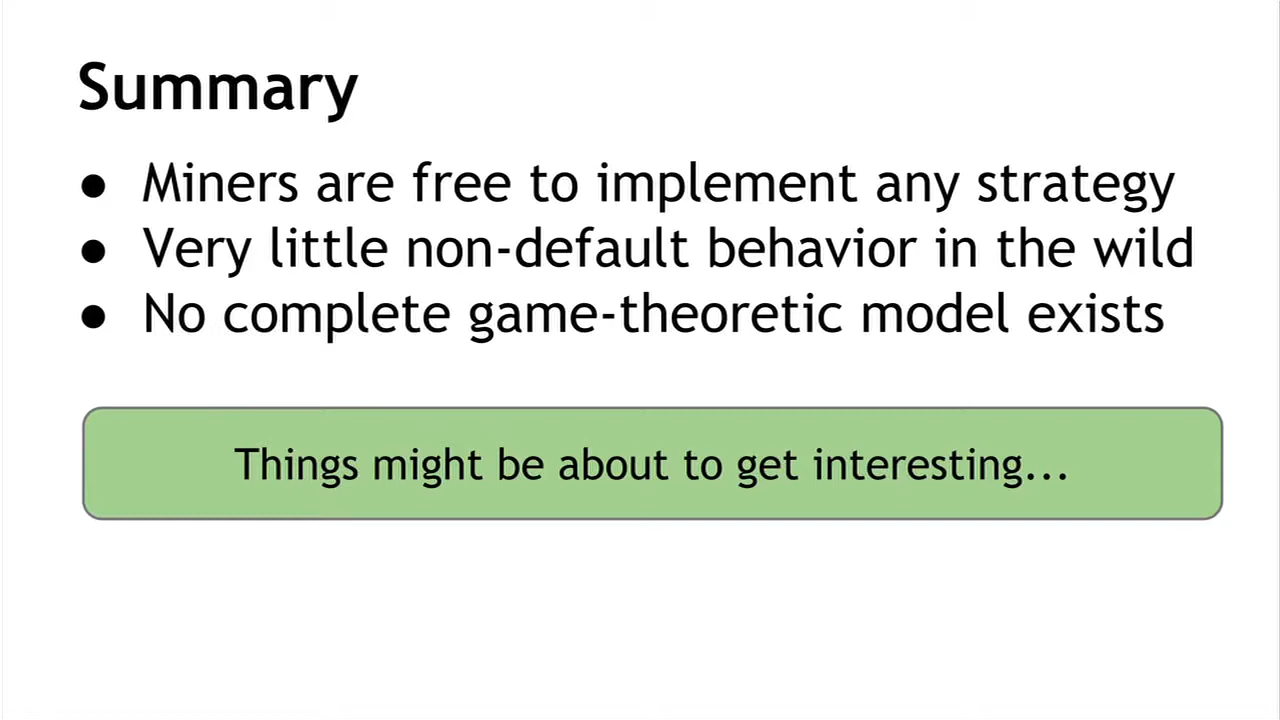 Summary
● Miners are free to implement any strategy
● Very little non-default behavior in the wild
● No complete game-theoretic model exists
Things might be about to get interesting...